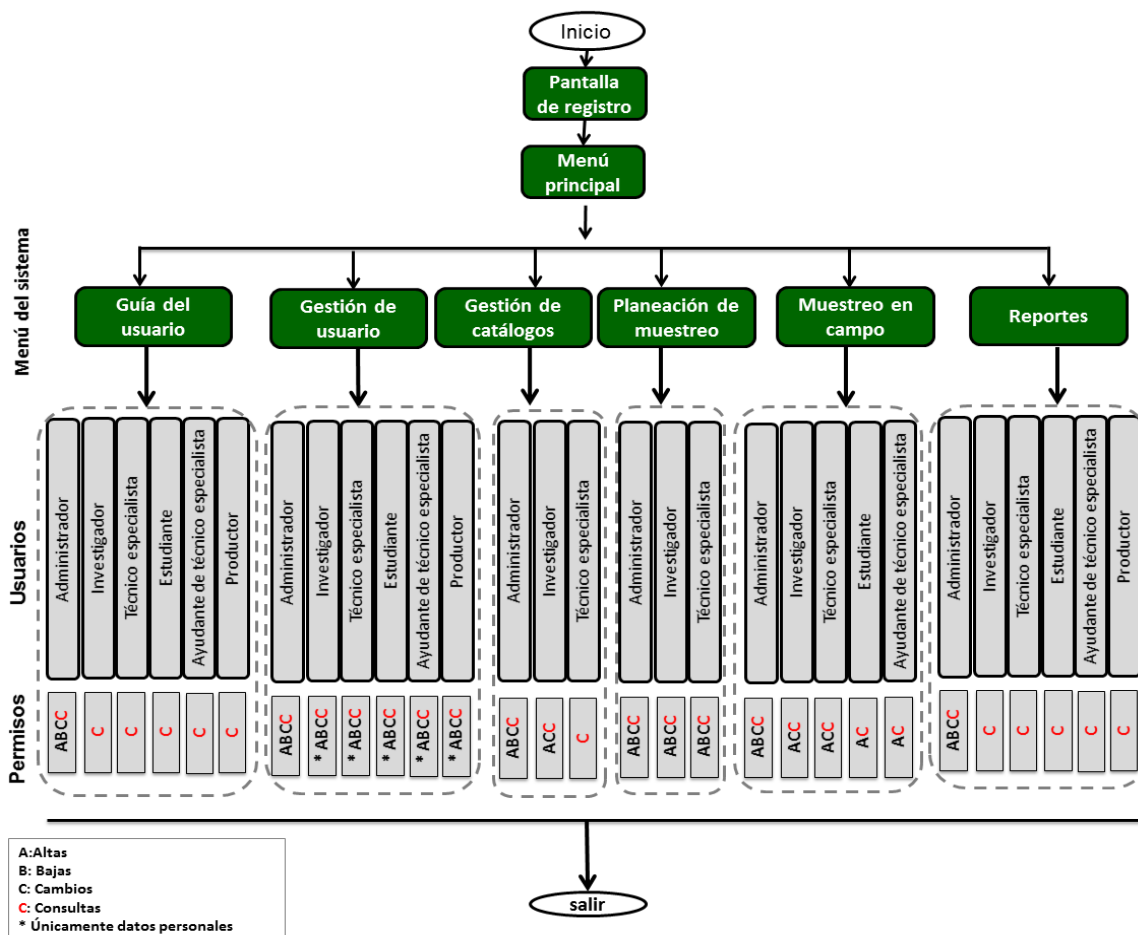 Inicio
Pantalla
de registro
Menú
principal
Menú del sistema
Guía del
usuario
Gestión de
usuario
Gestión de
catálogos
Planeación de
muestreo
Muestreo en
campo
Reportes
Usuarios
Administrador
Investigador
Técnico especialista
Estudiante
Ayudante de técnico especialista
Productor
Administrador
Investigador
Técnico especialista
Estudiante
Ayudante de técnico especialista
Productor
Administrador
Investigador
Técnico especialista
Administrador
Investigador
Técnico especialista
Administrador
Investigador
Técnico especialista
Estudiante
Ayudante de técnico especialista
Administrador
Investigador
Técnico especialista
Estudiante
Ayudante de técnico especialista
Productor
Permisos
ABCC
C
C
C
C
C
ABCC
* ABCC
* ABCC
* ABCC
* ABCC
* ABCC
ABCC
ACC
C
ABCC
ABCC
ABCC
ABCC
ACC
ACC
AC
AC
ABCC
C
C
C
C
C
A:Altas
B: Bajas
C: Cambios
C: Consultas
* Únicamente datos personales
salir